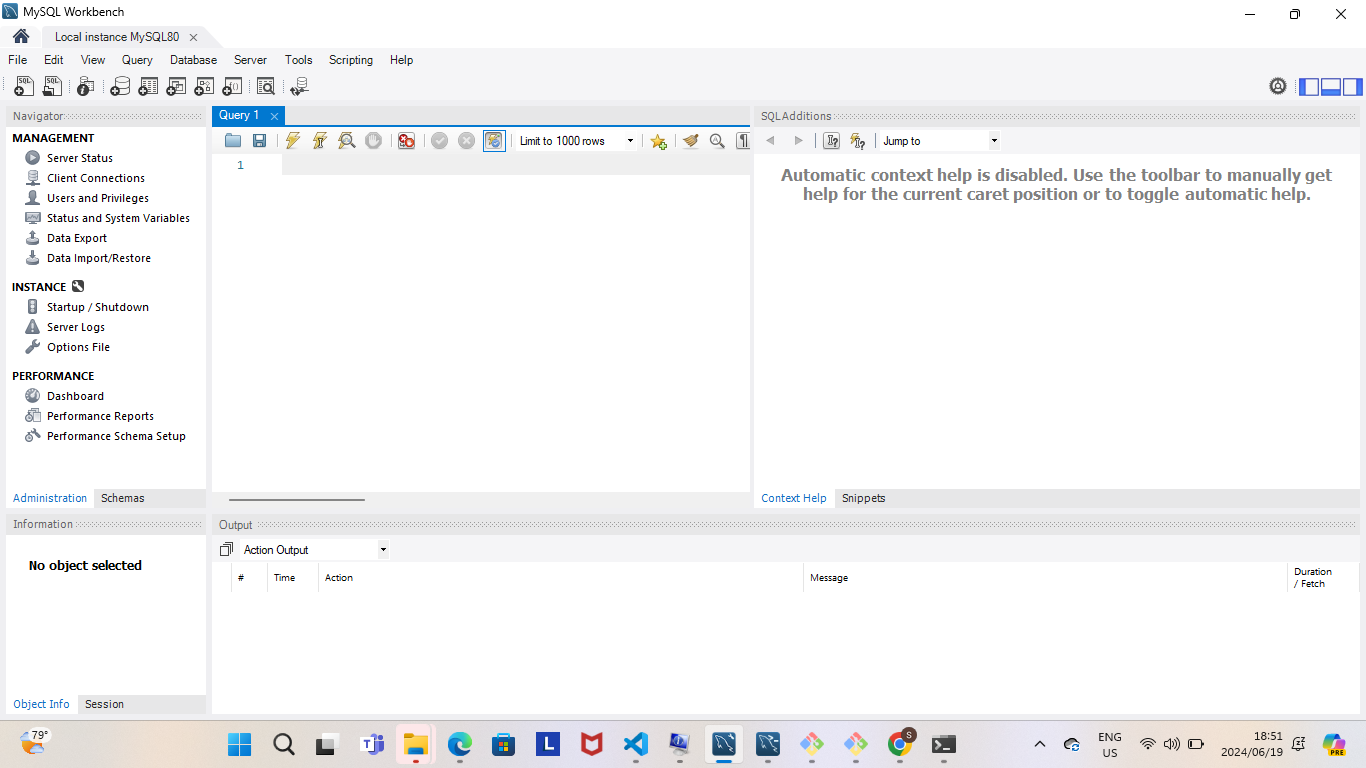 MySQL Workbench
Local instance MySQL80
File Edit View Query Database Server Tools Scripting Help
SQL SQL
Navigator
MANAGEMENT
Server Status
Client Connections
Users and Privileges
Status and System Variables
Data Export
Data Import/Restore
INSTANCE
Startup / Shutdown
Server Logs
Options File
PERFORMANCE
Dashboard
Performance Reports
Performance Schema Setup
Administration Schemas
Query 1
Limit to 1000 rows
1
SQLAdditions
Jump to
Automatic context help is disabled. Use the toolbar to manually get
help for the current caret position or to toggle automatic help.
Context Help Snippets
Information
No object selected
Object Info Session
Output
Action Output
# Time Action Message Duration
/ Fetch
79°
L
S
PRE
ENG
US
18:51
2024/06/19